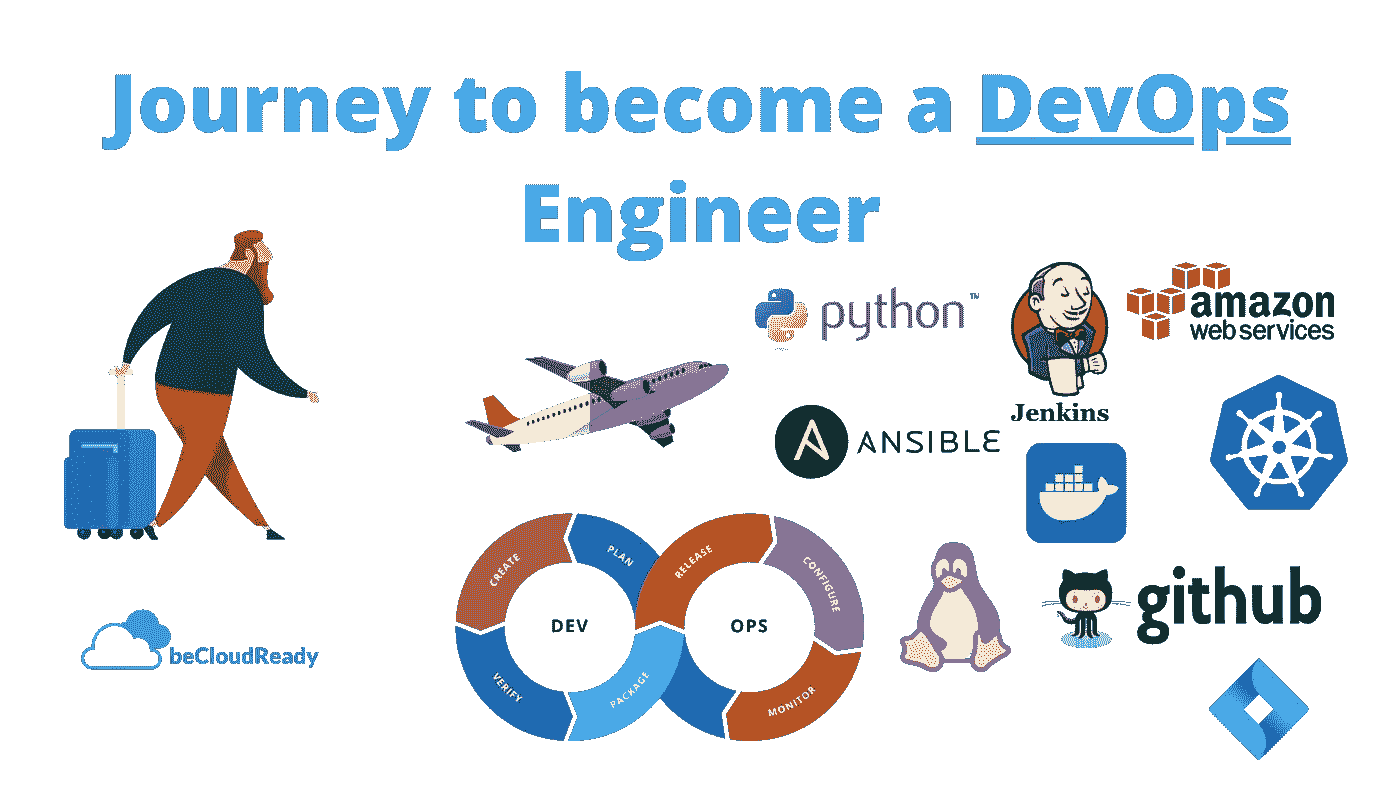 Journey to become a DevOps
Engineer
python™
Jenkins
amazon
web services
ANSIBLE
CREATE
PLAN
RELEASE
CONFIGURE
DEV
OPS
VERIFY
PACKAGE
MONITOR
github
beCloudReady